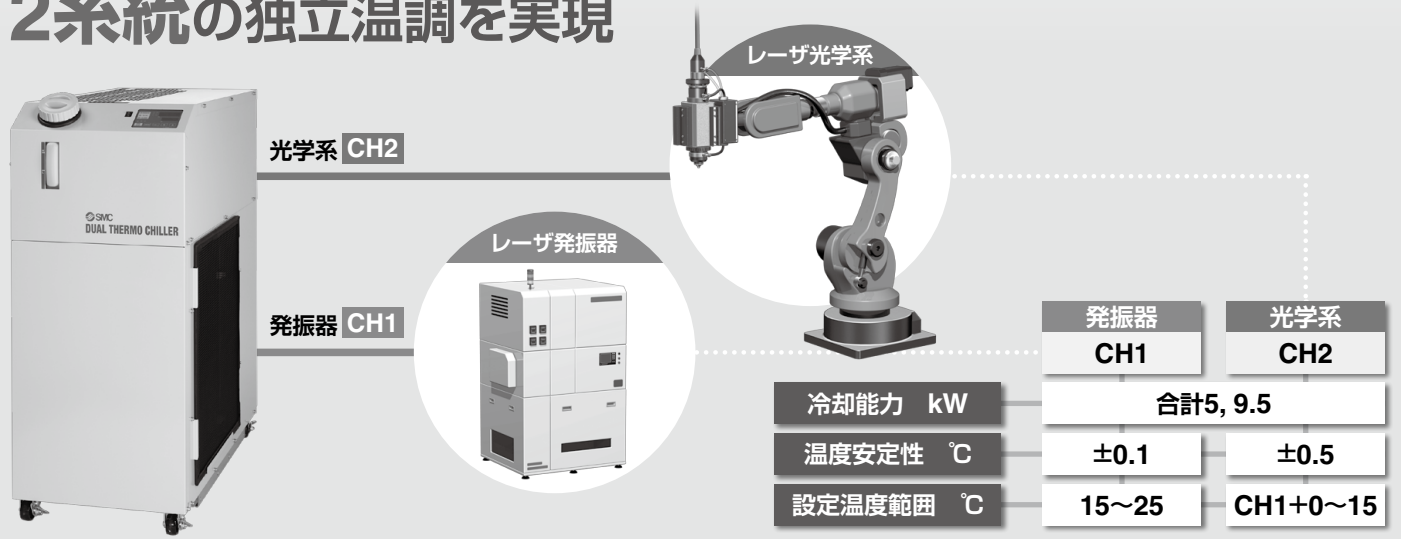 2系統の独立温調を実現
レーザ光学系
光学系 CH2
SMC
DUAL THERMO CHILLER
レーザ発振器
発振器 CH1
発振器 光学系
CH1 CH2
冷却能力 kW 合計5, 9.5
温度安定性 ℃ ±0.1 ±0.5
設定温度範囲 ℃ 15～25 CH1+0～15